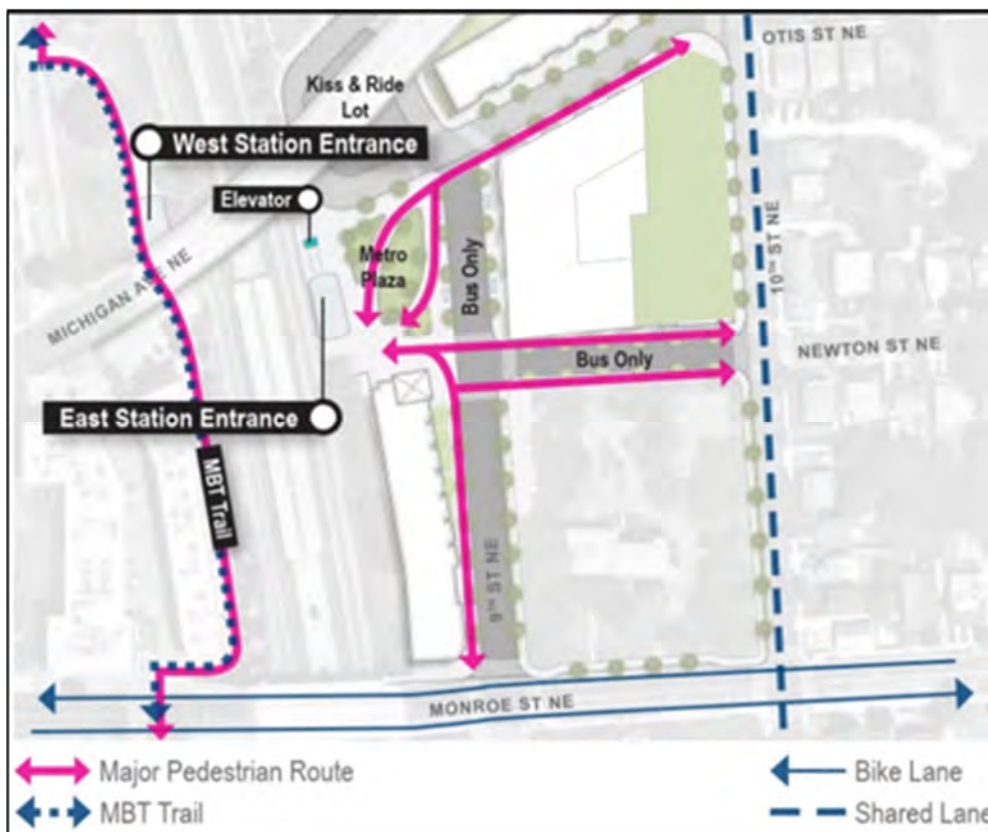 OTIS ST NE
Kiss & Ride
Lot
West Station Entrance
Elevator
Metro
Plaza
Bus Only
10TH ST NE
MICHIGAN AVE NE
NEWTON ST NE
Bus Only
East Station Entrance
MBT Trail
9TH ST NE
MONROE ST NE
Major Pedestrian Route
Bike Lane
MBT Trail
Shared Lane